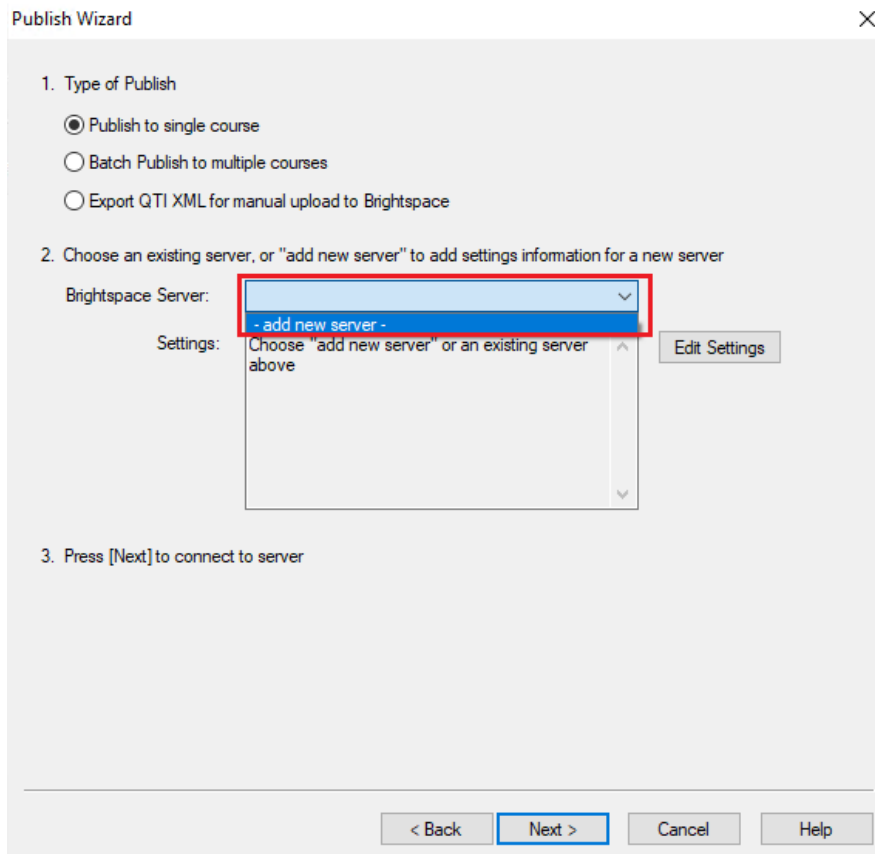 Publish Wizard
1. Type of Publish
Publish to single course
Batch Publish to multiple courses
Export QTI XML for manual upload to Brightspace
2. Choose an existing server, or "add new server" to add settings information for a new server
Brightspace Server:
- add new server -
Settings:
Choose "add new server" or an existing server
above
Edit Settings
3. Press [Next] to connect to server
< Back
Next >
Cancel
Help